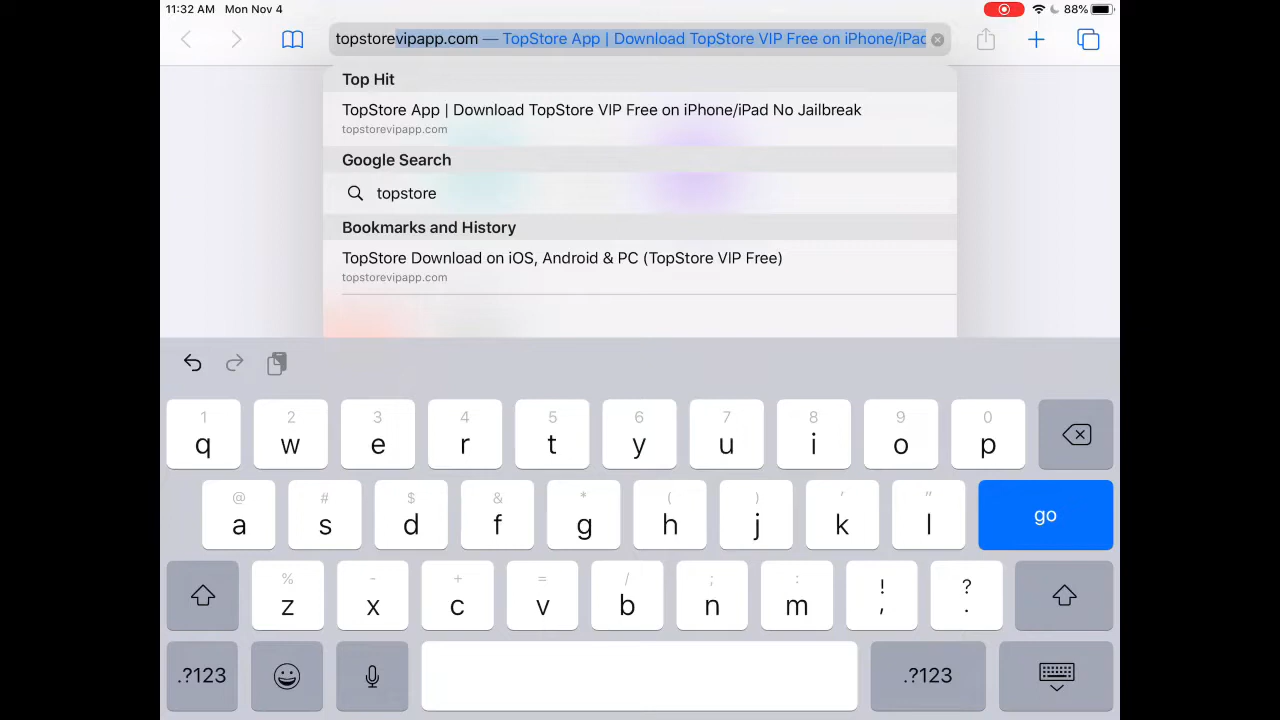 11:32 AM Mon Nov 4 88%
topstorevipapp.com — TopStore App | Download TopStore VIP Free on iPhone/iPad
Top Hit
TopStore App | Download TopStore VIP Free on iPhone/iPad No Jailbreak
topstorevipapp.com
Google Search
topstore
Bookmarks and History
TopStore Download on iOS, Android & PC (TopStore VIP Free)
topstorevipapp.com
1 2 3 4 5 6 7 8 9 0
q w e r t y u i o p
@ # $ & * ( ) ' "
a s d f g h j k l go
% - + = / ; : ! ?
z x c v b n m , .
.?123 .?123